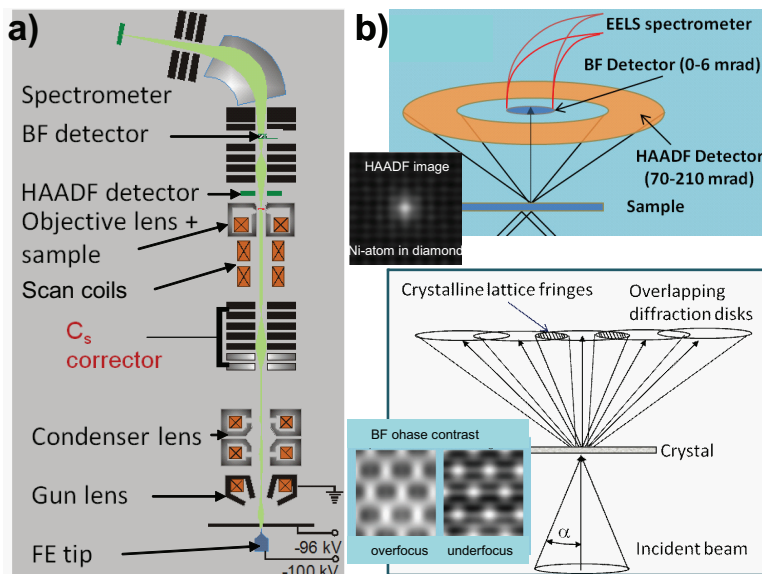 a)
Spectrometer
BF detector
HAADF detector
Objective lens +
sample
Scan coils
Cs
corrector
Condenser lens
Gun lens
FE tip
-96 kV
-100 kV
b)
EELS spectrometer
BF Detector (0-6 mrad)
HAADF Detector
(70-210 mrad)
Sample
HAADF image
Ni-atom in diamond
Crystalline lattice fringes
Overlapping
diffraction disks
Crystal
α
Incident beam
BF ohase contrast
overfocus
underfocus